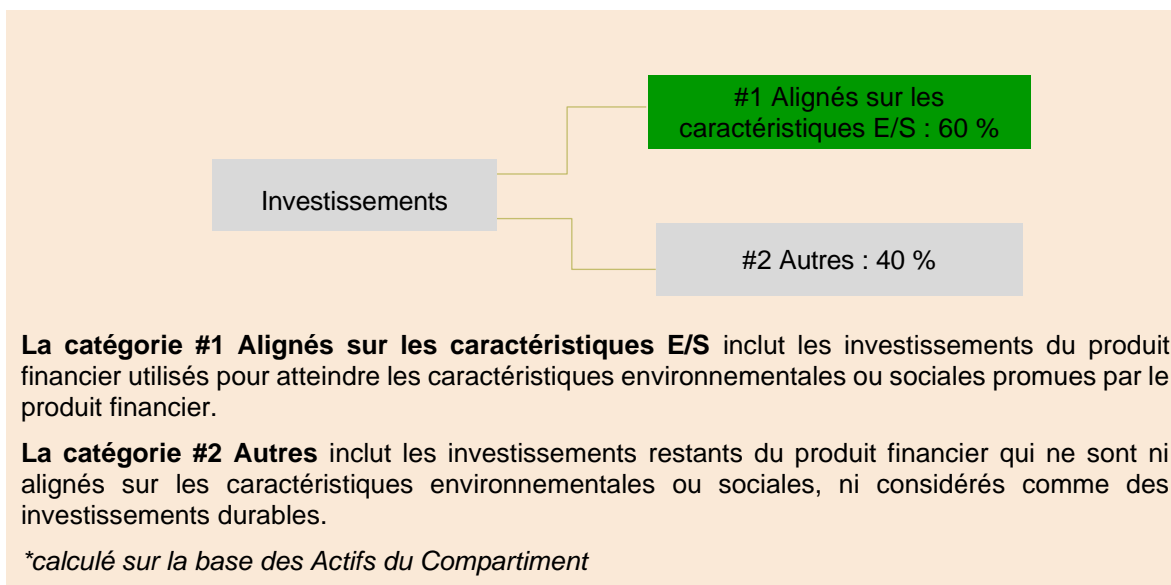 #1 Alignés sur les
caractéristiques E/S : 60 %
Investissements
#2 Autres : 40 %
La catégorie #1 Alignés sur les caractéristiques E/S inclut les investissements du produit
financier utilisés pour atteindre les caractéristiques environnementales ou sociales promues par le
produit financier.
La catégorie #2 Autres inclut les investissements restants du produit financier qui ne sont ni
alignés sur les caractéristiques environnementales ou sociales, ni considérés comme des
investissements durables.
*calculé sur la base des Actifs du Compartiment